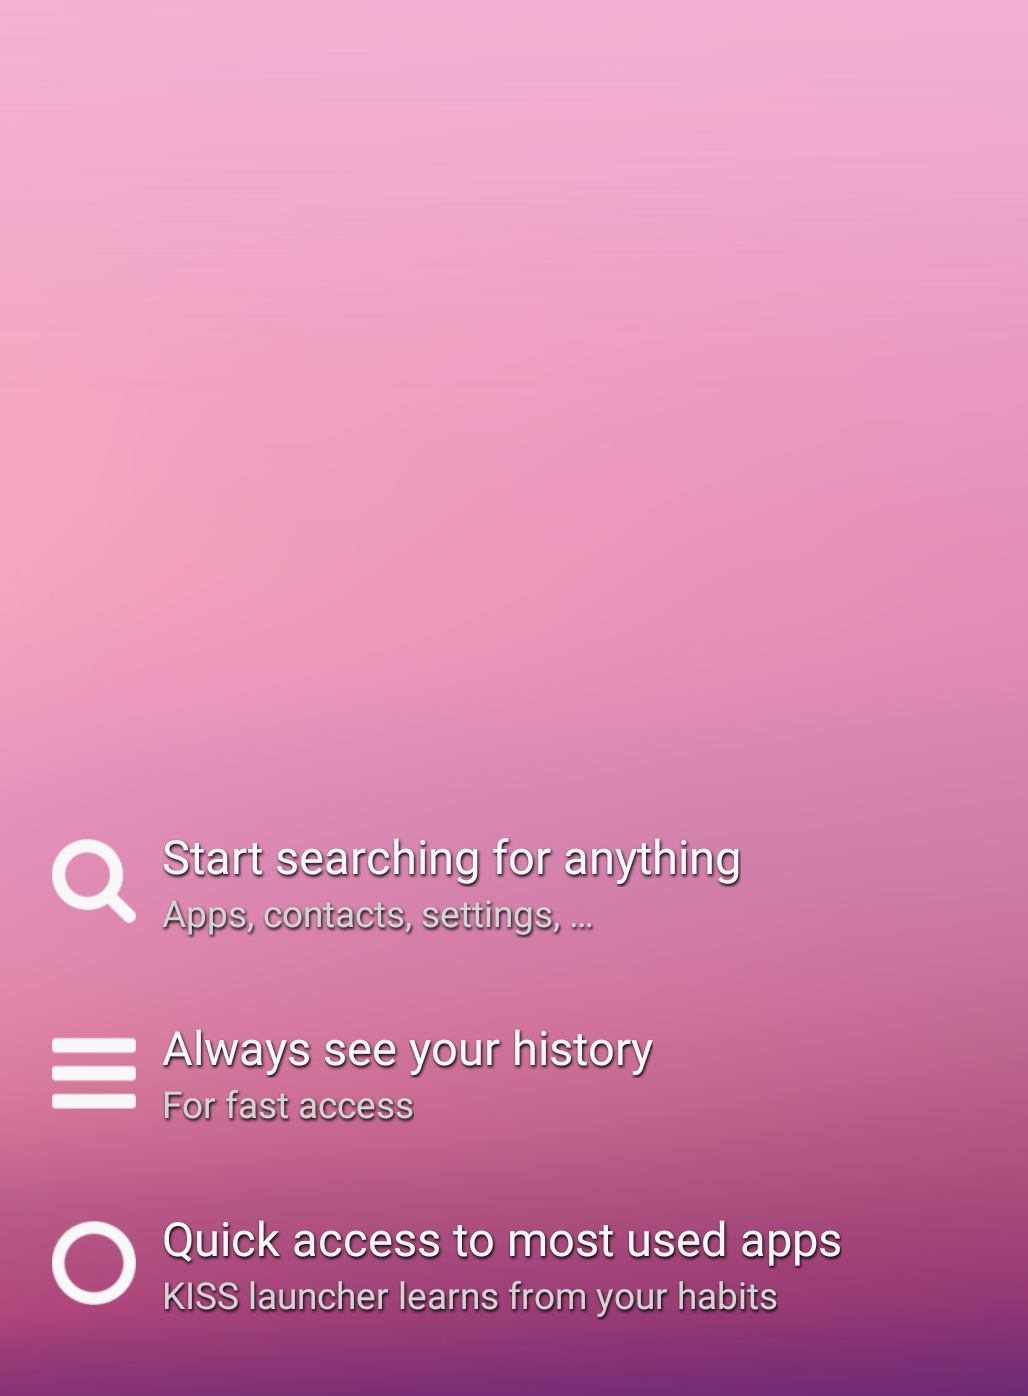 Start searching for anything
Apps, contacts, settings, ...
Always see your history
For fast access
Quick access to most used apps
KISS launcher learns from your habits